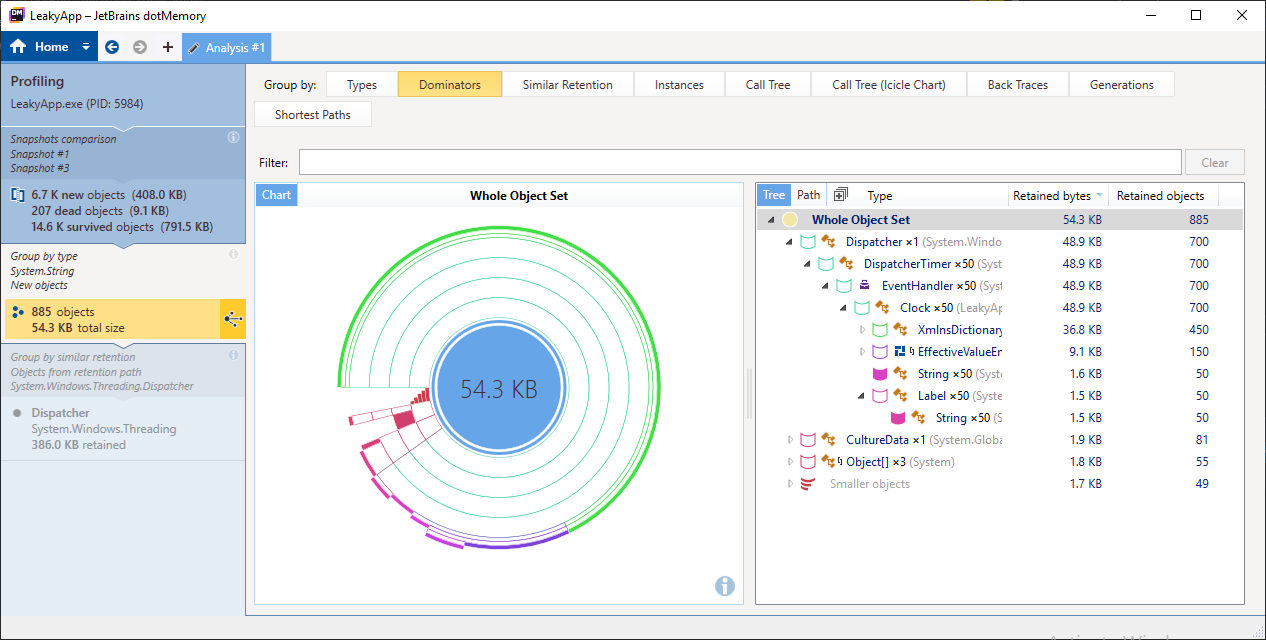 LeakyApp – JetBrains dotMemory
Home
Analysis #1
Profiling
LeakyApp.exe (PID: 5984)
Snapshots comparison
Snapshot #1
Snapshot #3
6.7 K new objects (408.0 KB)
207 dead objects (9.1 KB)
14.6 K survived objects (791.5 KB)
Group by type
System.String
New objects
885 objects
54.3 KB total size
Group by similar retention
Objects from retention path
System.Windows.Threading.Dispatcher
Dispatcher
System.Windows.Threading
386.0 KB retained
Group by: Types Dominators Similar Retention Instances Call Tree Call Tree (Icicle Chart) Back Traces Generations
Shortest Paths
Filter: Clear
Chart Whole Object Set
54.3 KB
Tree Path Type Retained bytes Retained objects
Whole Object Set 54.3 KB 885
Dispatcher ×1 (System.Windo 48.9 KB 700
DispatcherTimer ×50 (Syst 48.9 KB 700
EventHandler ×50 (Syst 48.9 KB 700
Clock ×50 (LeakyAp 48.9 KB 700
XmlnsDictionary 36.8 KB 450
EffectiveValueEr 9.1 KB 150
String ×50 (Syste 1.6 KB 50
Label ×50 (Syste 1.5 KB 50
String ×50 (S 1.5 KB 50
CultureData ×1 (System.Globa 1.9 KB 81
Object[] ×3 (System) 1.8 KB 55
Smaller objects 1.7 KB 49